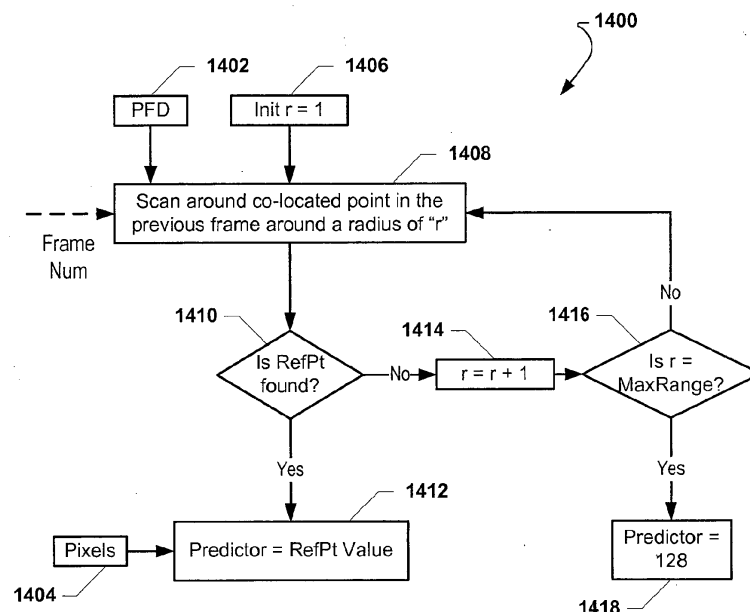 1400
1402
1406
PFD
Init r = 1
1408
Scan around co-located point in the
previous frame around a radius of "r"
Frame
Num
No
1410
1414
1416
Is RefPt
found?
No
r = r + 1
Is r =
MaxRange?
Yes
Yes
1412
Pixels
Predictor = RefPt Value
Predictor =
128
1404
1418